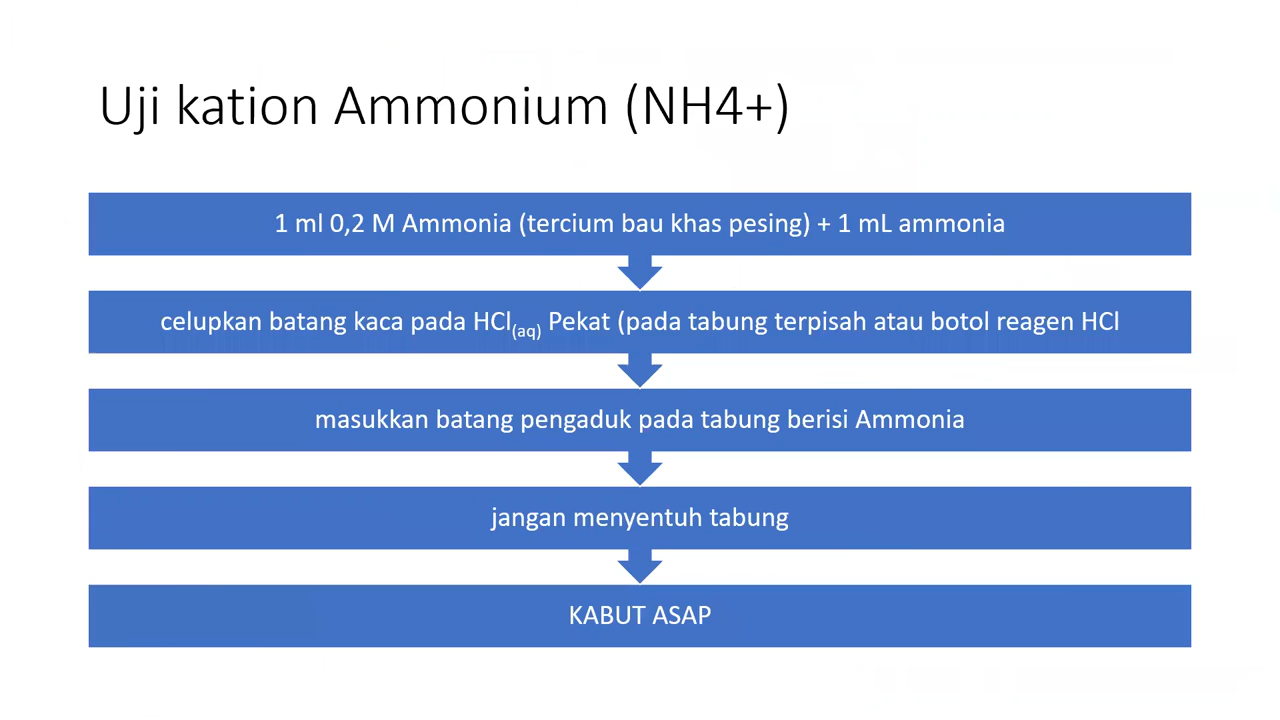 Uji kation Ammonium (NH4+)
1 ml 0,2 M Ammonia (tercium bau khas pesing) + 1 mL ammonia
celupkan batang kaca pada HCl(aq) Pekat (pada tabung terpisah atau botol reagen HCl
masukkan batang pengaduk pada tabung berisi Ammonia
jangan menyentuh tabung
KABUT ASAP